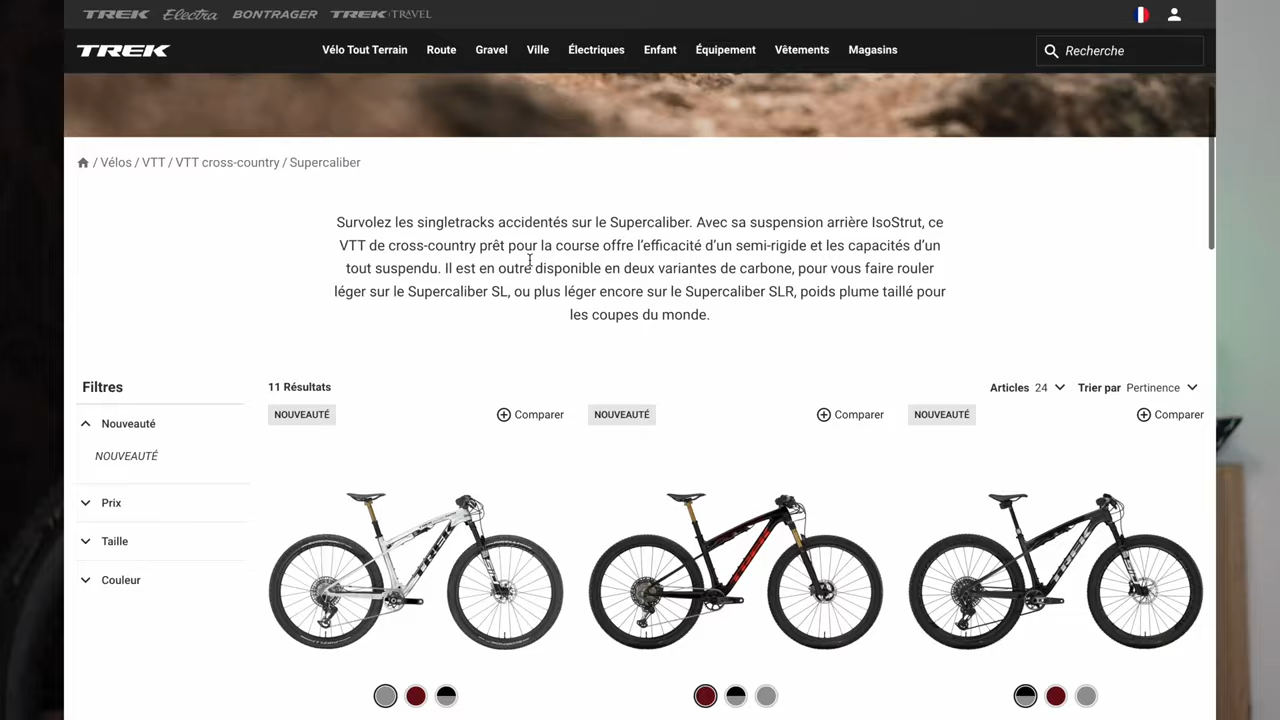 TREK Electra BONTRAGER TREK TRAVEL
TREK Vélo Tout Terrain Route Gravel Ville Électriques Enfant Équipement Vêtements Magasins Recherche
/ Vélos / VTT / VTT cross-country / Supercaliber
Survolez les singletracks accidentés sur le Supercaliber. Avec sa suspension arrière IsoStrut, ce
VTT de cross-country prêt pour la course offre l’efficacité d’un semi-rigide et les capacités d’un
tout suspendu. Il est en outre disponible en deux variantes de carbone, pour vous faire rouler
léger sur le Supercaliber SL, ou plus léger encore sur le Supercaliber SLR, poids plume taillé pour
les coupes du monde.
Filtres
Nouveauté
NOUVEAUTÉ
Prix
Taille
Couleur
11 Résultats
Articles 24 Trier par Pertinence
NOUVEAUTÉ Comparer
NOUVEAUTÉ Comparer
NOUVEAUTÉ Comparer
TREK
TREK
TREK